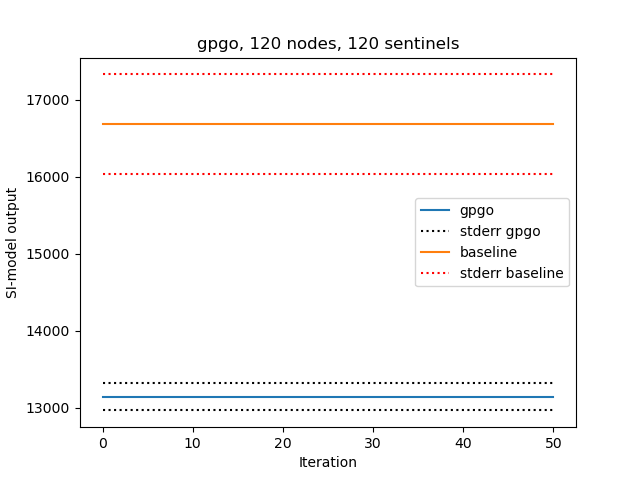 gpgo, 120 nodes, 120 sentinels
SI-model output
17000
16000
15000
14000
13000
gpgo
stderr gpgo
baseline
stderr baseline
0
10
20
30
40
50
Iteration